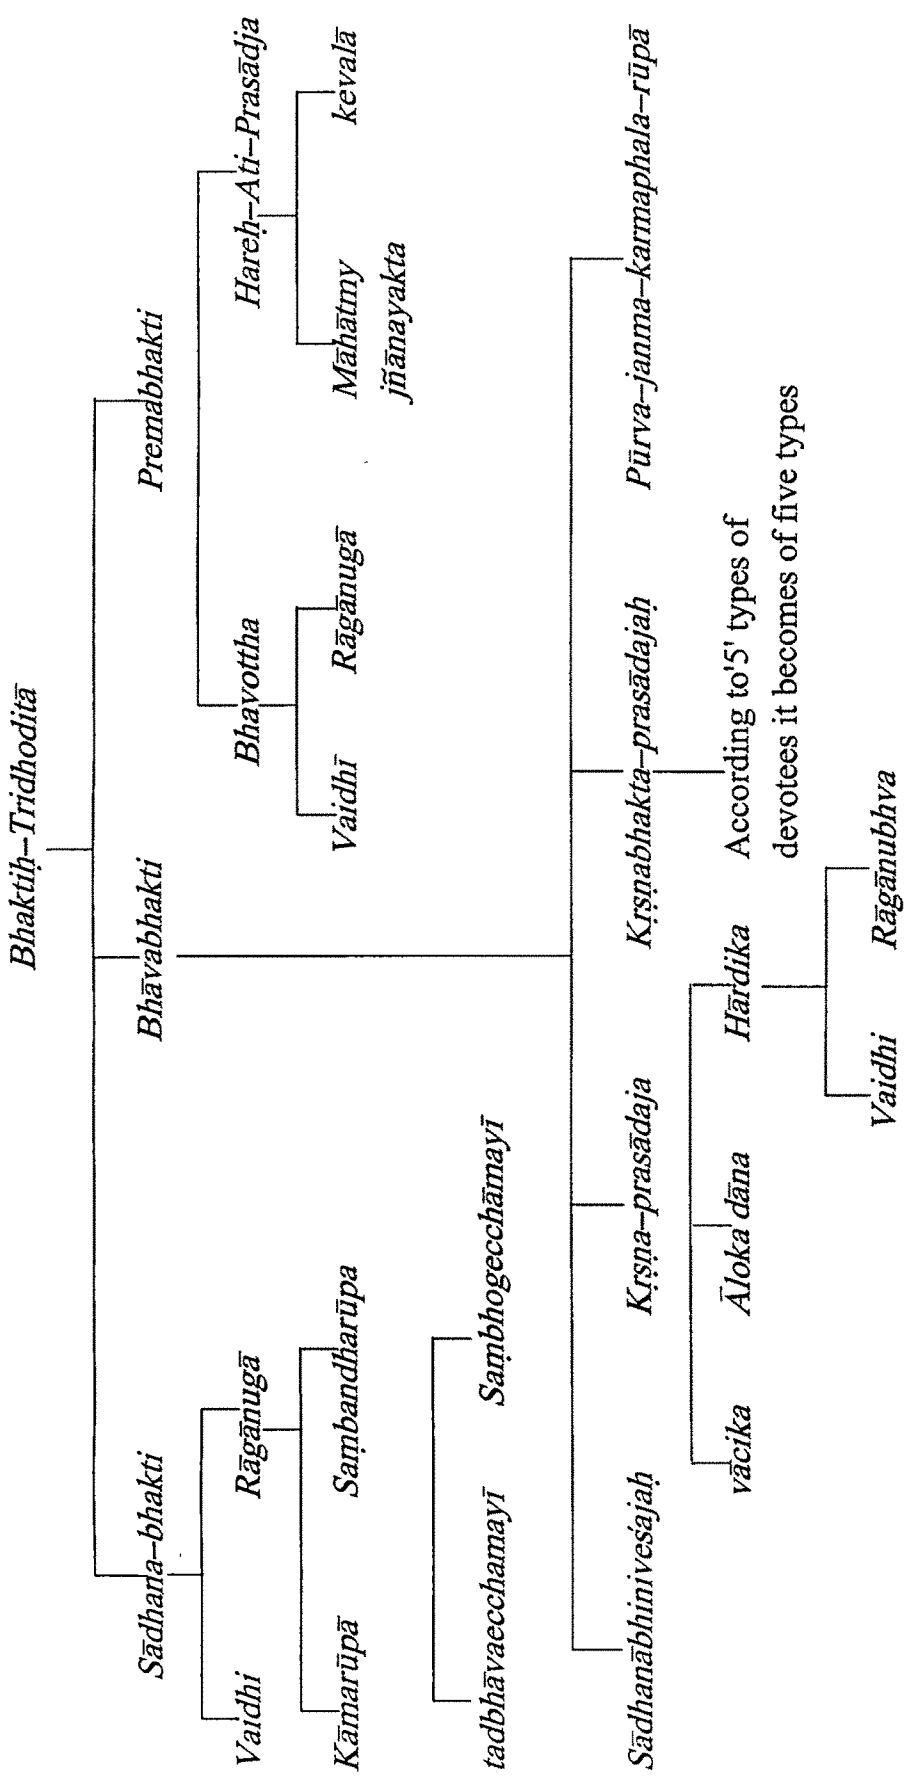 Bhaktiḥ–Tridhoditā
Sādhana–bhakti
Bhāvabhakti
Premabhakti
Vaidhi
Rāgānugā
Bhavottha
Hareḥ–Ati–Prasādja
Kāmarūpā
Saṃbandharūpa
Vaidhī
Rāgānugā
Māhātmy
jñānayakta
kevalā
tadbhāvaecchamayī
Saṃbhogecchāmayī
Sādhanābhiniveśajaḥ
Kṛṣṇa–prasādaja
Kṛṣṇabhakta–prasādajaḥ
Pūrva–janma–karmaphala–rūpā
vācika
Āloka dāna
Hārdika
According to'5' types of
devotees it becomes of five types
Vaidhi
Rāgānubhva